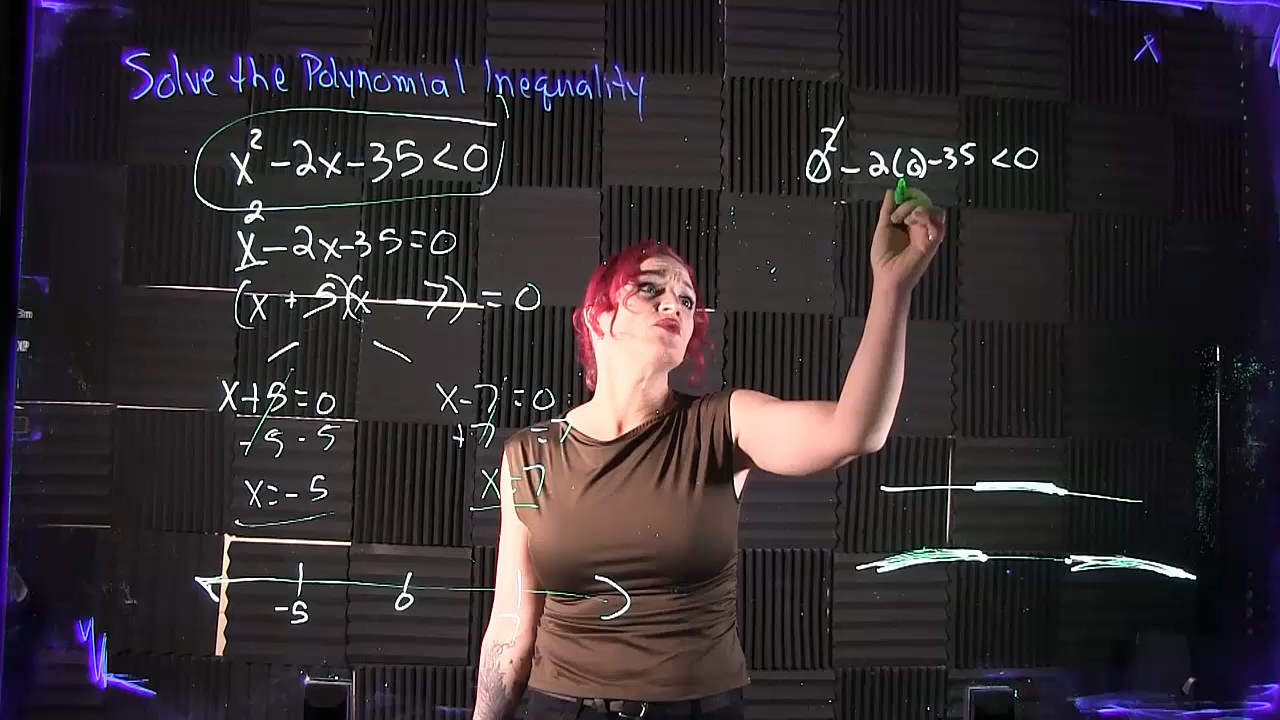 Solve the Polynomial Inequality
x² - 2x - 35 < 0
x² - 2x - 35 = 0
(x + 5)(x - 7) = 0
x + 5 = 0
- 5 - 5
x = - 5
x - 7 = 0
+ 7 = 7
x = 7
-5 0 7
x
0² - 2(0) - 35 < 0